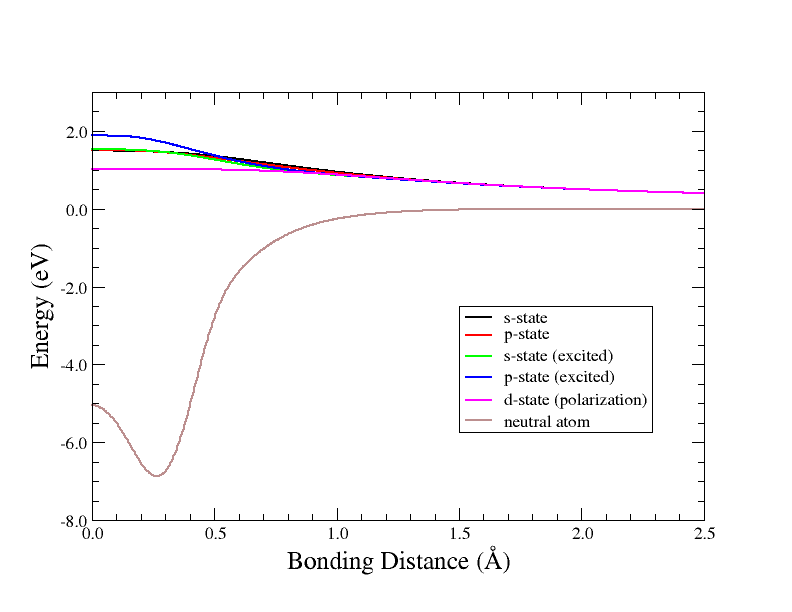 2.0
0.0
-2.0
-4.0
-6.0
-8.0
Energy (eV)
s-state
p-state
s-state (excited)
p-state (excited)
d-state (polarization)
neutral atom
0.0 0.5 1.0 1.5 2.0 2.5
Bonding Distance (Å)